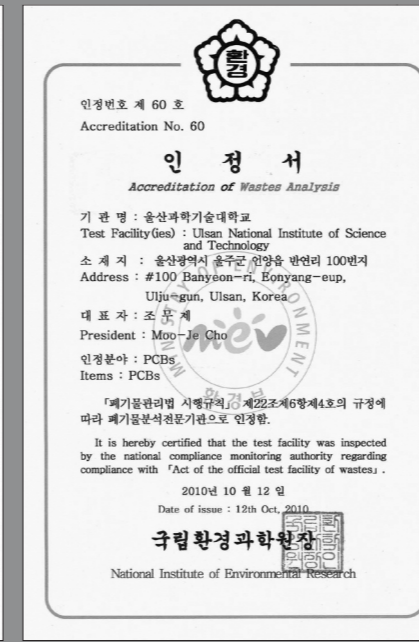 환경
인정번호 제 60 호
Accreditation No. 60
인 정 서
Accreditation of Wastes Analysis
기 관 명 : 울산과학기술대학교
Test Facility(ies) : Ulsan National Institute of Science
and Technology
소 재 지 : 울산광역시 울주군 언양읍 반연리 100번지
Address : #100 Banyeon-ri, Eonyang-eup,
Ulju-gun, Ulsan, Korea
대 표 자 : 조 무 제
President : Moo-Je Cho
인정분야 : PCBs
Items : PCBs
MINISTRY OF ENVIRONMENT
mev
환경부
「폐기물관리법 시행규칙」 제22조제6항제4호의 규정에
따라 폐기물분석전문기관으로 인정함.
It is hereby certified that the test facility was inspected
by the national compliance monitoring authority regarding
compliance with 「Act of the official test facility of wastes」.
2010년 10 월 12 일
Date of issue : 12th Oct, 2010
국립환경과학원장
National Institute of Environmental Research